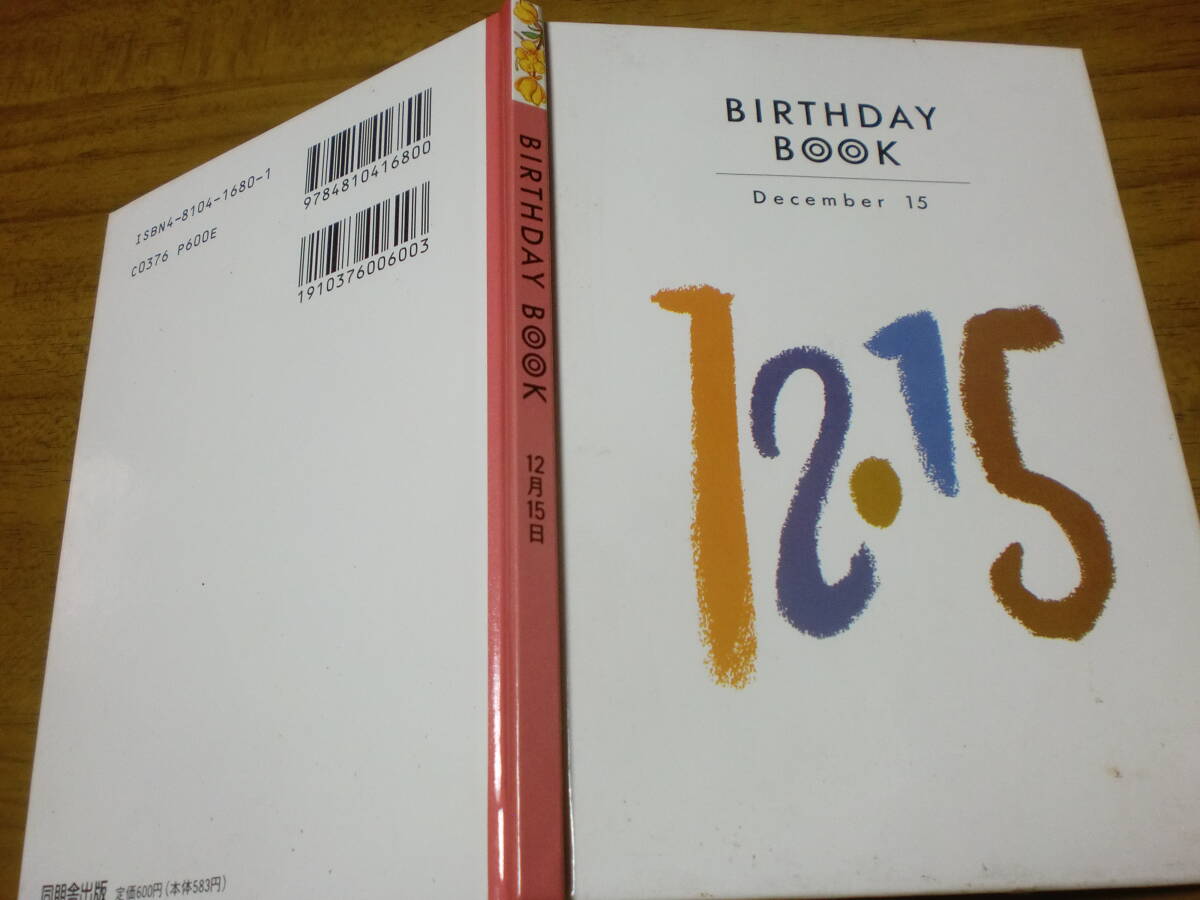 ISBN4-8104-1680-1
C0376 P600E
9784810416800
1910376006003
同朋舎出版 定価600円(本体583円)
BIRTHDAY BOOK 12月15日
BIRTHDAY
BOOK
December 15
12・15